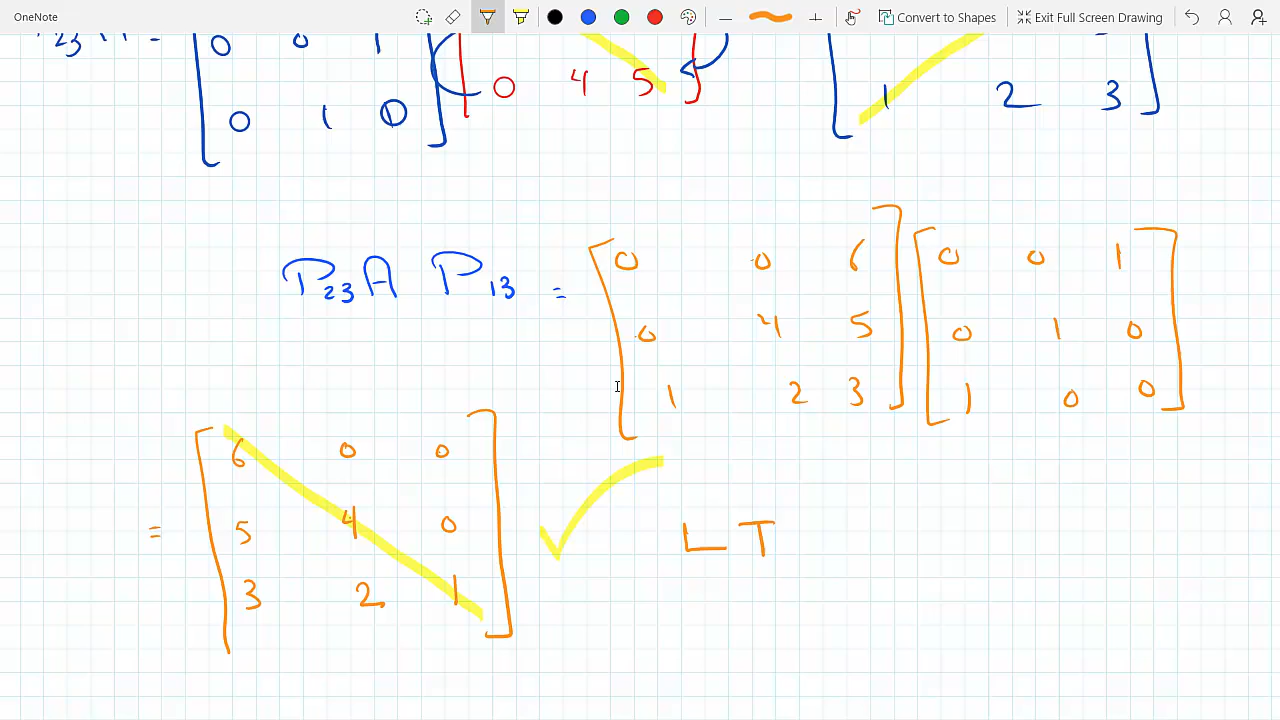 OneNote
Convert to Shapes
Exit Full Screen Drawing
0 0 1
0 1 0
0 4 5
1 2 3
P23A P13 =
0 0 6
0 4 5
1 2 3
0 0 1
0 1 0
1 0 0
=
6 0 0
5 4 0
3 2 1
L T